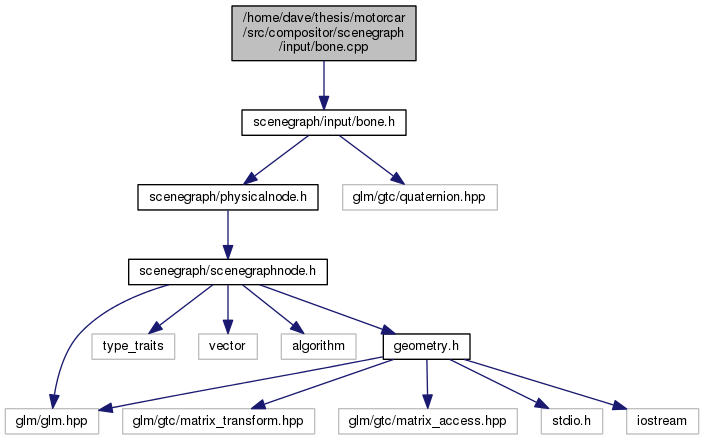 /home/dave/thesis/motorcar
/src/compositor/scenegraph
/input/bone.cpp
scenegraph/input/bone.h
scenegraph/physicalnode.h
glm/gtc/quaternion.hpp
scenegraph/scenegraphnode.h
type_traits
vector
algorithm
geometry.h
glm/glm.hpp
glm/gtc/matrix_transform.hpp
glm/gtc/matrix_access.hpp
stdio.h
iostream